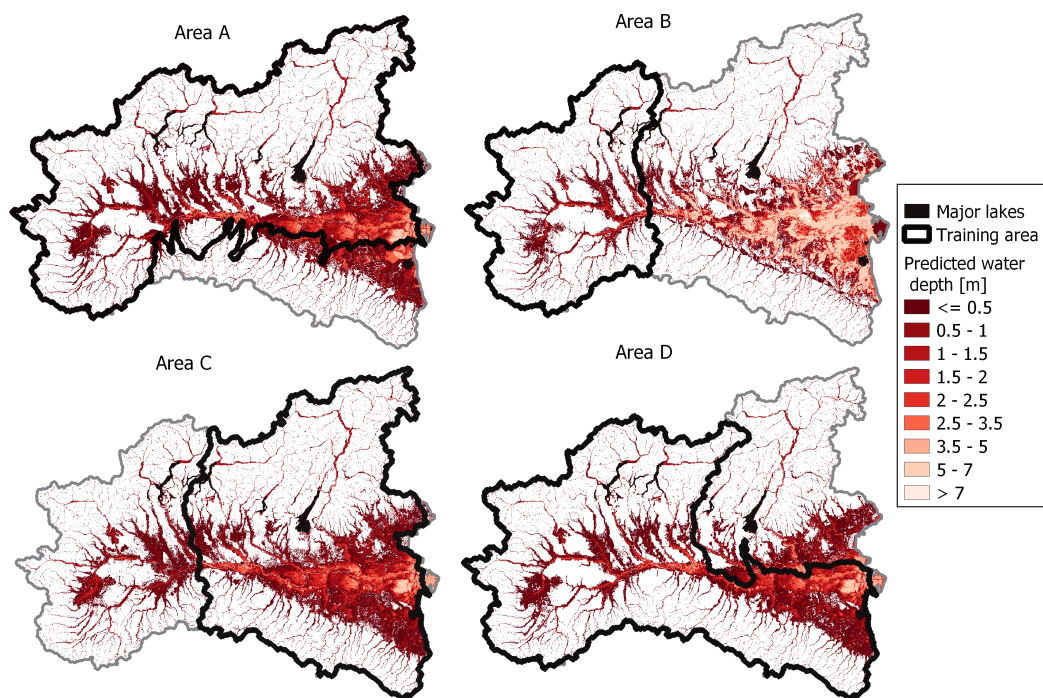 Area A
Area B
Area C
Area D
Major lakes
Training area
Predicted water
depth [m]
<= 0.5
0.5 - 1
1 - 1.5
1.5 - 2
2 - 2.5
2.5 - 3.5
3.5 - 5
5 - 7
> 7